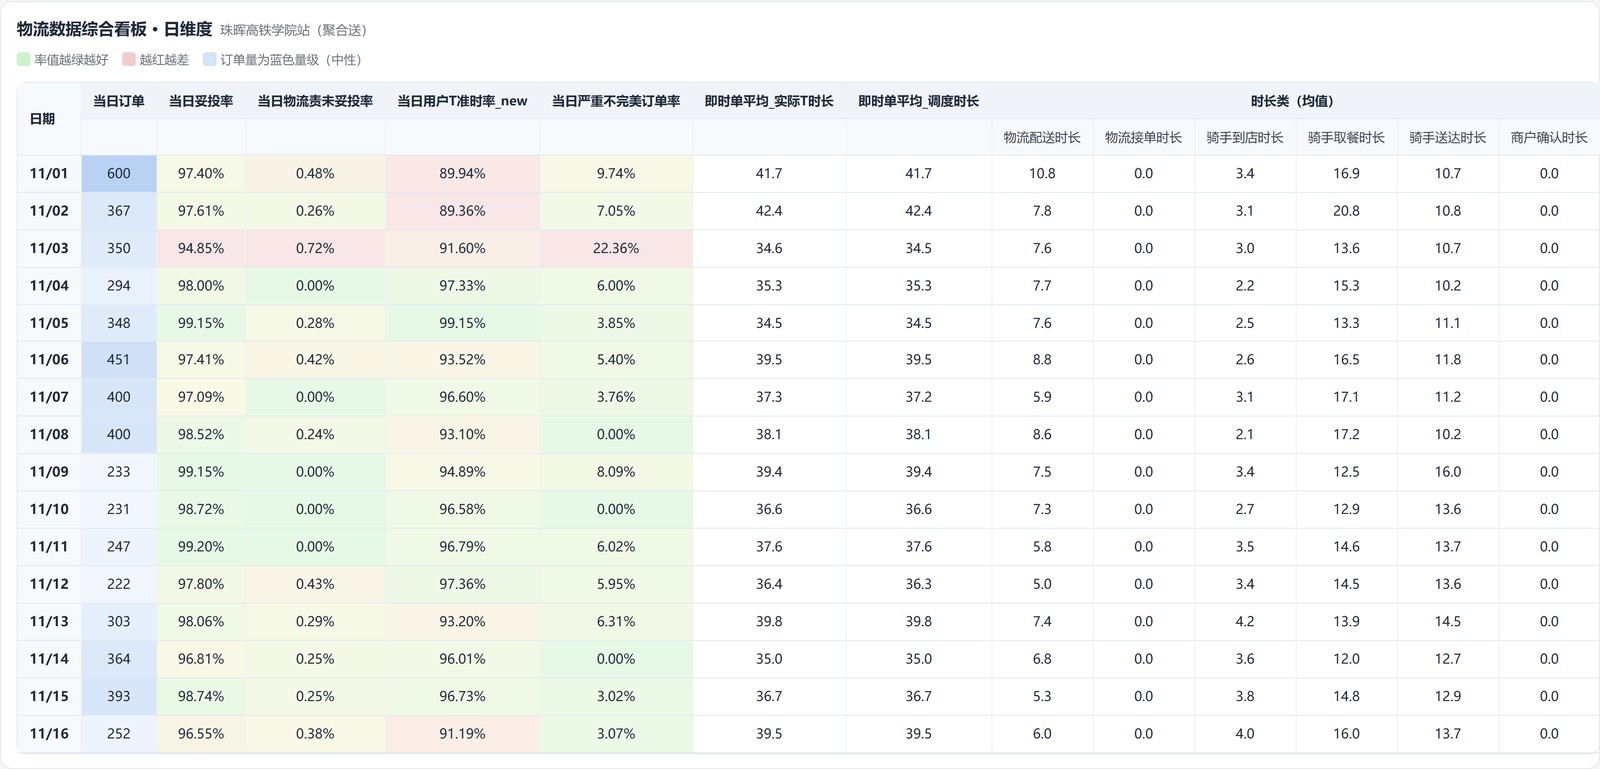 物流数据综合看板 • 日维度 珠晖高铁学院站（聚合送）
率值越绿越好 越红越差 订单量为蓝色量级（中性）
日期 当日订单 当日妥投率 当日物流责未妥投率 当日用户T准时率_new 当日严重不完美订单率 即时单平均_实际T时长 即时单平均_调度时长 时长类（均值）
物流配送时长 物流接单时长 骑手到店时长 骑手取餐时长 骑手送达时长 商户确认时长
11/01 600 97.40% 0.48% 89.94% 9.74% 41.7 41.7 10.8 0.0 3.4 16.9 10.7 0.0
11/02 367 97.61% 0.26% 89.36% 7.05% 42.4 42.4 7.8 0.0 3.1 20.8 10.8 0.0
11/03 350 94.85% 0.72% 91.60% 22.36% 34.6 34.5 7.6 0.0 3.0 13.6 10.7 0.0
11/04 294 98.00% 0.00% 97.33% 6.00% 35.3 35.3 7.7 0.0 2.2 15.3 10.2 0.0
11/05 348 99.15% 0.28% 99.15% 3.85% 34.5 34.5 7.6 0.0 2.5 13.3 11.1 0.0
11/06 451 97.41% 0.42% 93.52% 5.40% 39.5 39.5 8.8 0.0 2.6 16.5 11.8 0.0
11/07 400 97.09% 0.00% 96.60% 3.76% 37.3 37.2 5.9 0.0 3.1 17.1 11.2 0.0
11/08 400 98.52% 0.24% 93.10% 0.00% 38.1 38.1 8.6 0.0 2.1 17.2 10.2 0.0
11/09 233 99.15% 0.00% 94.89% 8.09% 39.4 39.4 7.5 0.0 3.4 12.5 16.0 0.0
11/10 231 98.72% 0.00% 96.58% 0.00% 36.6 36.6 7.3 0.0 2.7 12.9 13.6 0.0
11/11 247 99.20% 0.00% 96.79% 6.02% 37.6 37.6 5.8 0.0 3.5 14.6 13.7 0.0
11/12 222 97.80% 0.43% 97.36% 5.95% 36.4 36.3 5.0 0.0 3.4 14.5 13.6 0.0
11/13 303 98.06% 0.29% 93.20% 6.31% 39.8 39.8 7.4 0.0 4.2 13.9 14.5 0.0
11/14 364 96.81% 0.25% 96.01% 0.00% 35.0 35.0 6.8 0.0 3.6 12.0 12.7 0.0
11/15 393 98.74% 0.25% 96.73% 3.02% 36.7 36.7 5.3 0.0 3.8 14.8 12.9 0.0
11/16 252 96.55% 0.38% 91.19% 3.07% 39.5 39.5 6.0 0.0 4.0 16.0 13.7 0.0